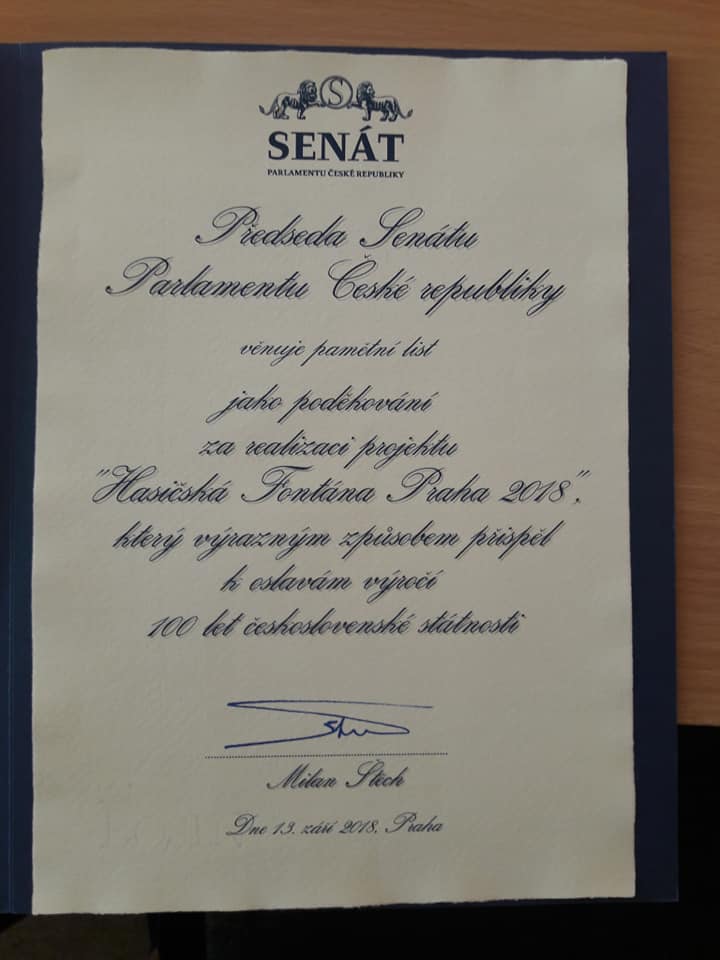 S
SENÁT
PARLAMENTU ČESKÉ REPUBLIKY
Předseda Senátu
Parlamentu České republiky
věnuje pamětní list
jako poděkování
za realizaci projektu
"Hasičská Fontána Praha 2018",
který výrazným způsobem přispěl
k oslavám výročí
100 let československé státnosti
Milan Štěch
Dne 13. září 2018, Praha